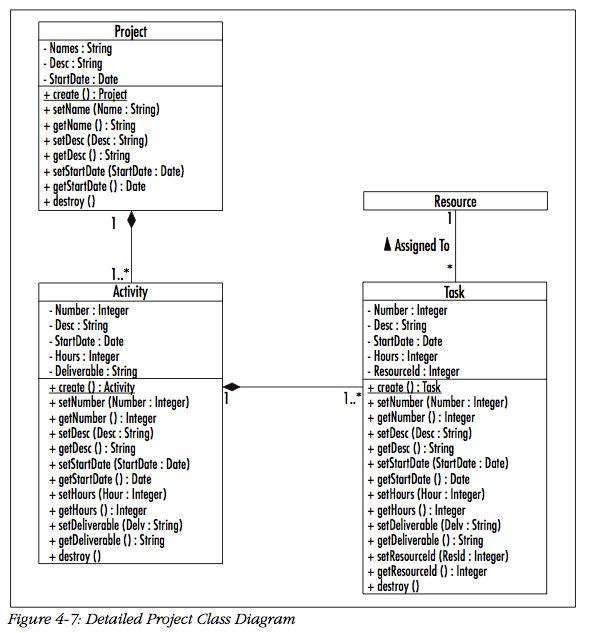 Project
- Names : String
- Desc : String
- StartDate : Date
+ create () : Project
+ setName (Name : String)
+ getName () : String
+ setDesc (Desc : String)
+ getDesc () : String
+ setStartDate (StartDate : Date)
+ getStartDate () : Date
+ destroy ()
1
1..*
Resource
1
Assigned To
*
Activity
- Number : Integer
- Desc : String
- StartDate : Date
- Hours : Integer
- Deliverable : String
+ create () : Activity
+ setNumber (Number : Integer)
+ getNumber () : Integer
+ setDesc (Desc : String)
+ getDesc () : String
+ setStartDate (StartDate : Date)
+ getStartDate () : Date
+ setHours (Hour : Integer)
+ getHours () : Integer
+ setDeliverable (Delv : String)
+ getDeliverable () : String
+ destroy ()
1
1..*
Task
- Number : Integer
- Desc : String
- StartDate : Date
- Hours : Integer
- ResourceId : Integer
+ create () : Task
+ setNumber (Number : Integer)
+ getNumber () : Integer
+ setDesc (Desc : String)
+ getDesc () : String
+ setStartDate (StartDate : Date)
+ getStartDate () : Date
+ setHours (Hour : Integer)
+ getHours () : Integer
+ setDeliverable (Delv : String)
+ getDeliverable () : String
+ setResourceId (ResId : Integer)
+ getResourceId () : Integer
+ destroy ()
Figure 4-7: Detailed Project Class Diagram